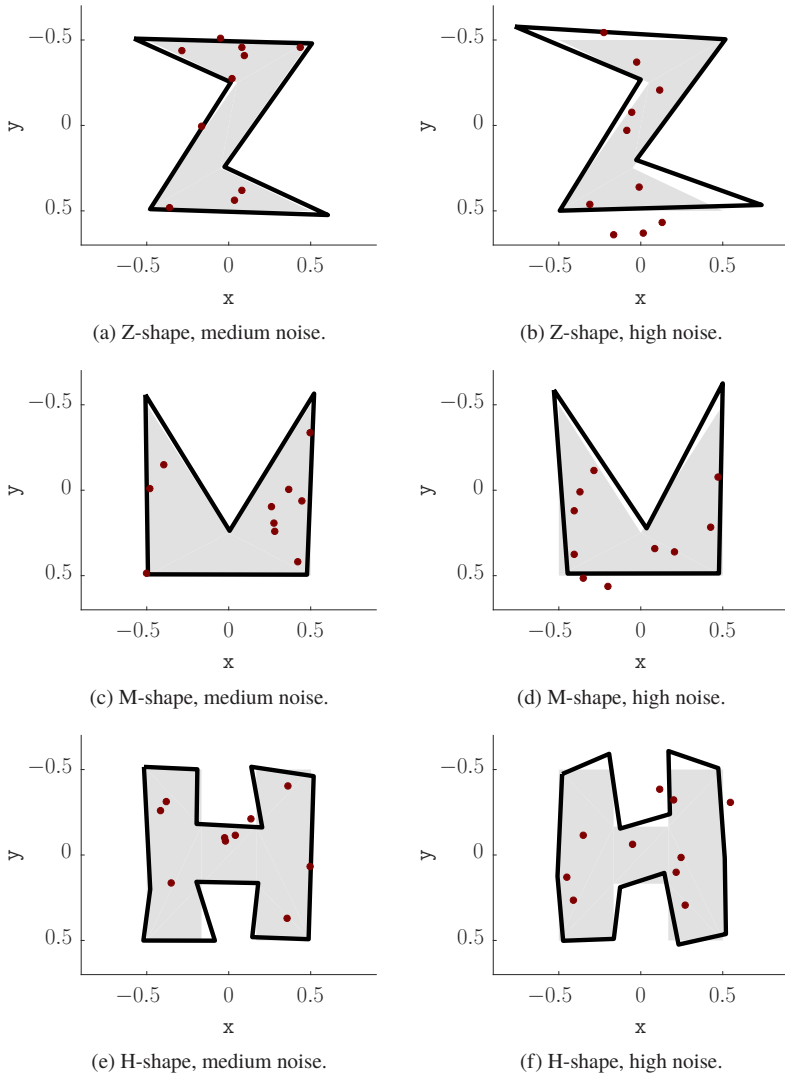 −0.5
0
0.5
y
−0.5
0
0.5
x
(a) Z-shape, medium noise.
−0.5
0
0.5
y
−0.5
0
0.5
x
(b) Z-shape, high noise.
−0.5
0
0.5
y
−0.5
0
0.5
x
(c) M-shape, medium noise.
−0.5
0
0.5
y
−0.5
0
0.5
x
(d) M-shape, high noise.
−0.5
0
0.5
y
−0.5
0
0.5
x
(e) H-shape, medium noise.
−0.5
0
0.5
y
−0.5
0
0.5
x
(f) H-shape, high noise.